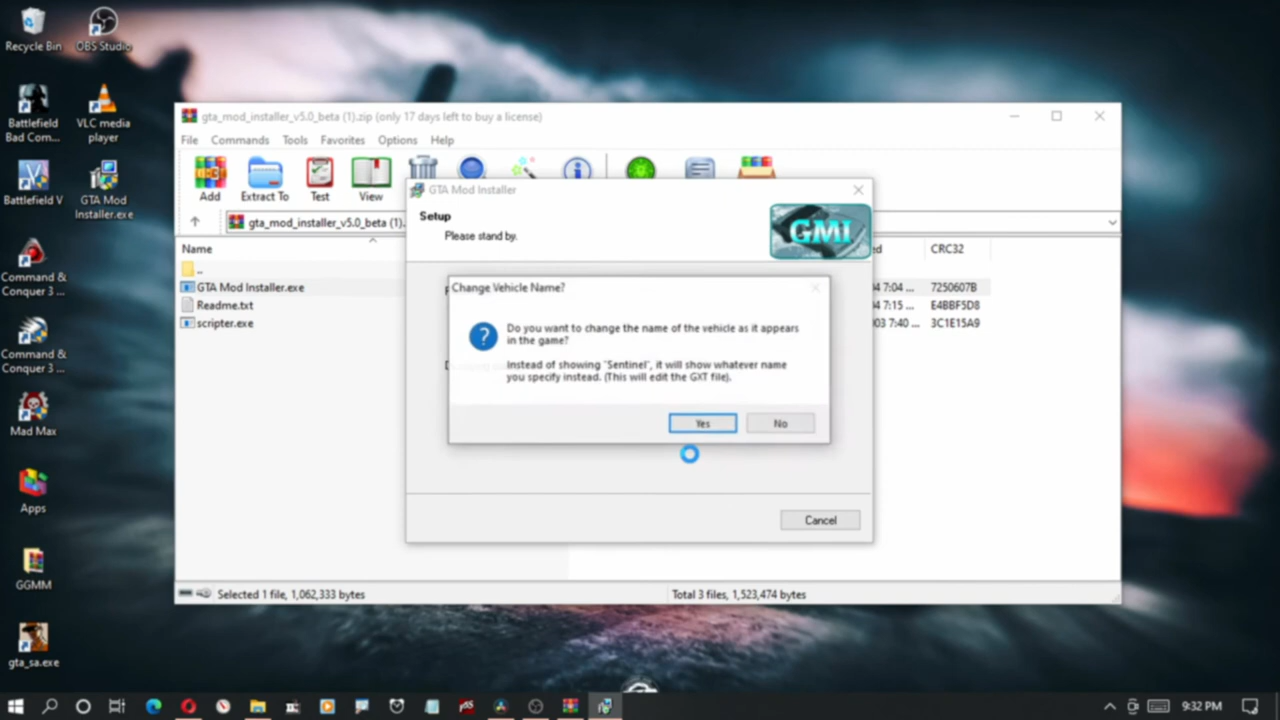 Recycle Bin
OBS Studio
Battlefield
Bad Com...
VLC media
player
Battlefield V
GTA Mod
Installer.exe
Command &
Conquer 3 ...
Command &
Conquer 3 ...
Mad Max
Apps
GGMM
gta_sa.exe
gta_mod_installer_v5.0_beta (1).zip (only 17 days left to buy a license)
File Commands Tools Favorites Options Help
Add Extract To Test View
gta_mod_installer_v5.0_beta (1).
Name CRC32
..
GTA Mod Installer.exe 7:04 ... 7250607B
Readme.txt 7:15 ... E4BBF5D8
scripter.exe 7:40 ... 3C1E15A9
Selected 1 file, 1,062,333 bytes Total 3 files, 1,523,474 bytes
GTA Mod Installer
Setup
Please stand by.
GMI
Change Vehicle Name?
Do you want to change the name of the vehicle as it appears
in the game?
Instead of showing "Sentinel", it will show whatever name
you specify instead. (This will edit the GXT file).
Yes No
Cancel
9:32 PM